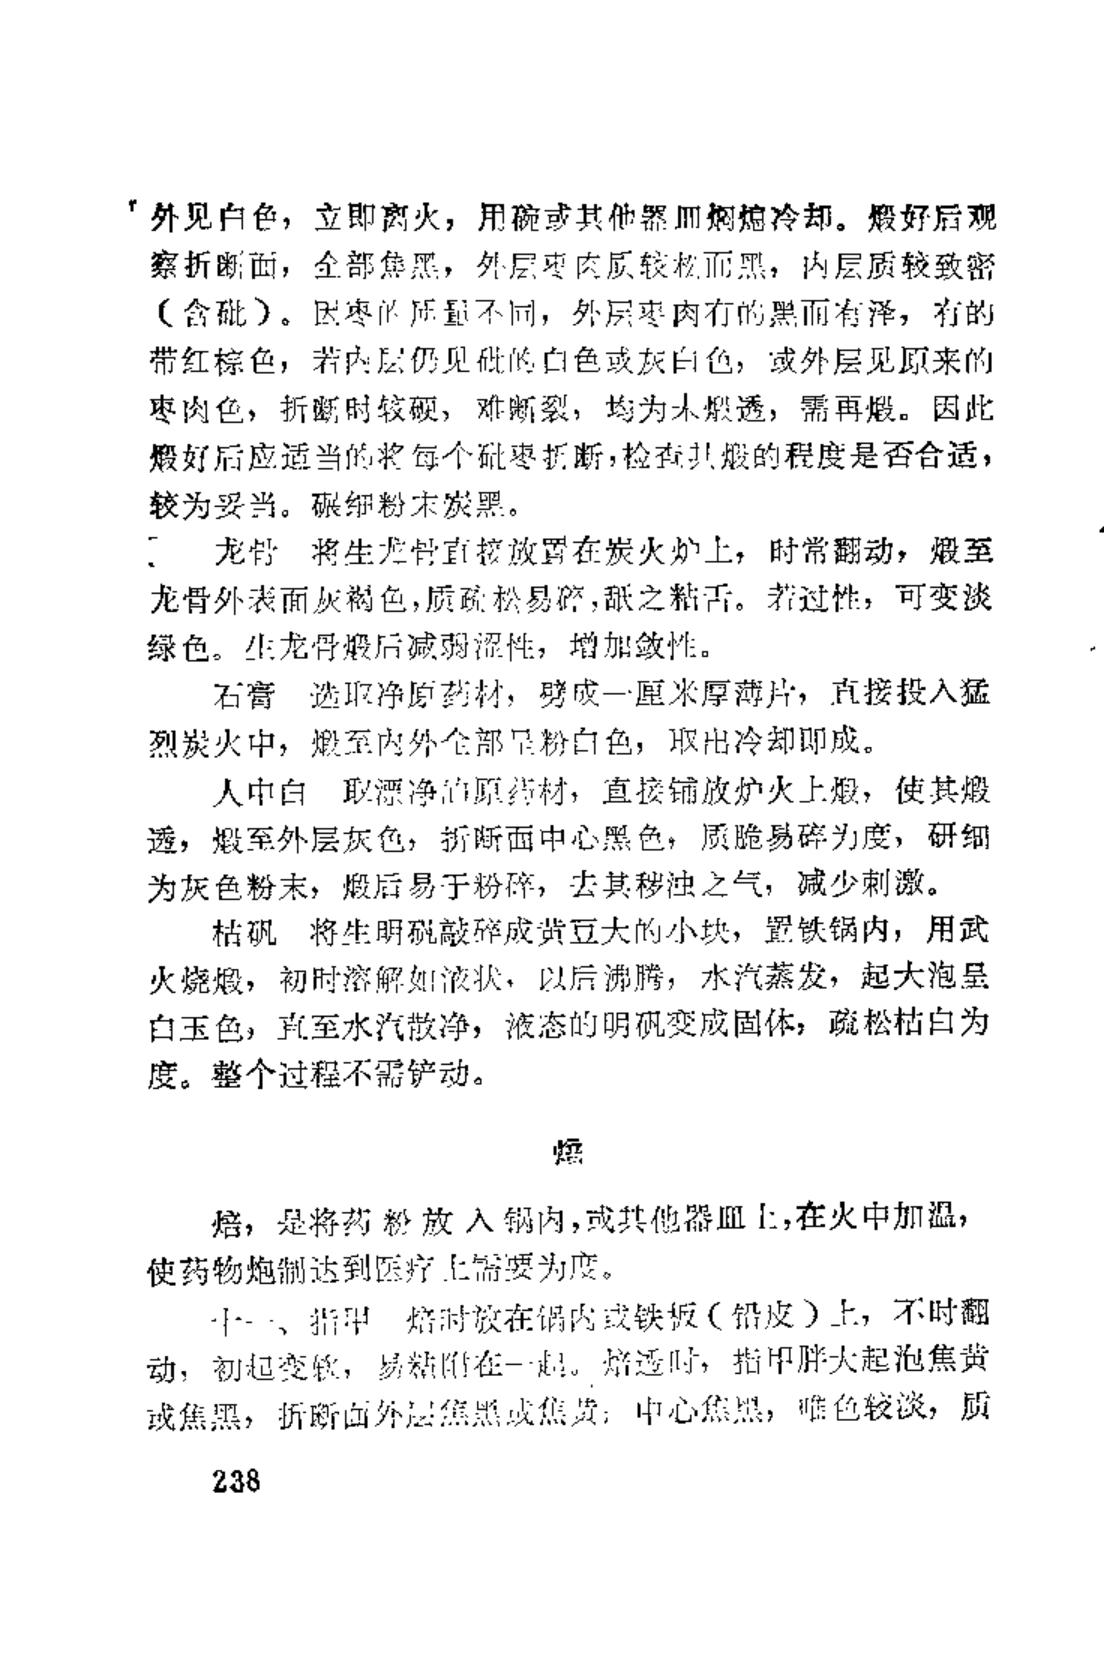 外见白色，立即离火，用碗或其他器皿焖熄冷却。煅好后观
察折断面，全部焦黑，外层枣肉质较松而黑，内层质较致密
（含砒）。因枣的质量不同，外层枣肉有的黑而有泽，有的
带红棕色，若内层仍见砒的白色或灰白色，或外层见原来的
枣肉色，折断时较硬，难断裂，均为未煅透，需再煅。因此
煅好后应适当的将每个砒枣折断，检查其煅的程度是否合适，
较为妥当。碾细粉末炭黑。
龙骨　将生龙骨直接放置在炭火炉上，时常翻动，煅至
龙骨外表面灰褐色，质疏松易碎，舐之粘舌。若过性，可变淡
绿色。生龙骨煅后减弱涩性，增加敛性。
石膏　选取净原药材，劈成一厘米厚薄片，直接投入猛
烈炭火中，煅至内外全部呈粉白色，取出冷却即成。
人中白　取漂净的原药材，直接铺放炉火上煅，使其煅
透，煅至外层灰色，折断面中心黑色，质脆易碎为度，研细
为灰色粉末，煅后易于粉碎，去其秽浊之气，减少刺激。
枯矾　将生明矾敲碎成黄豆大的小块，置铁锅内，用武
火烧煅，初时溶解如液状，以后沸腾，水汽蒸发，起大泡呈
白玉色，直至水汽散净，液态的明矾变成固体，疏松枯白为
度。整个过程不需铲动。
焙
焙，是将药粉放入锅内，或其他器皿上，在火中加温，
使药物炮制达到医疗上需要为度。
十一、指甲　焙时放在锅内或铁板（铅皮）上，不时翻
动，初起变软，易粘附在一起。焙透时，指甲胖大起泡焦黄
或焦黑，折断面外层焦黑或焦黄，中心焦黑，唯色较淡，质
238